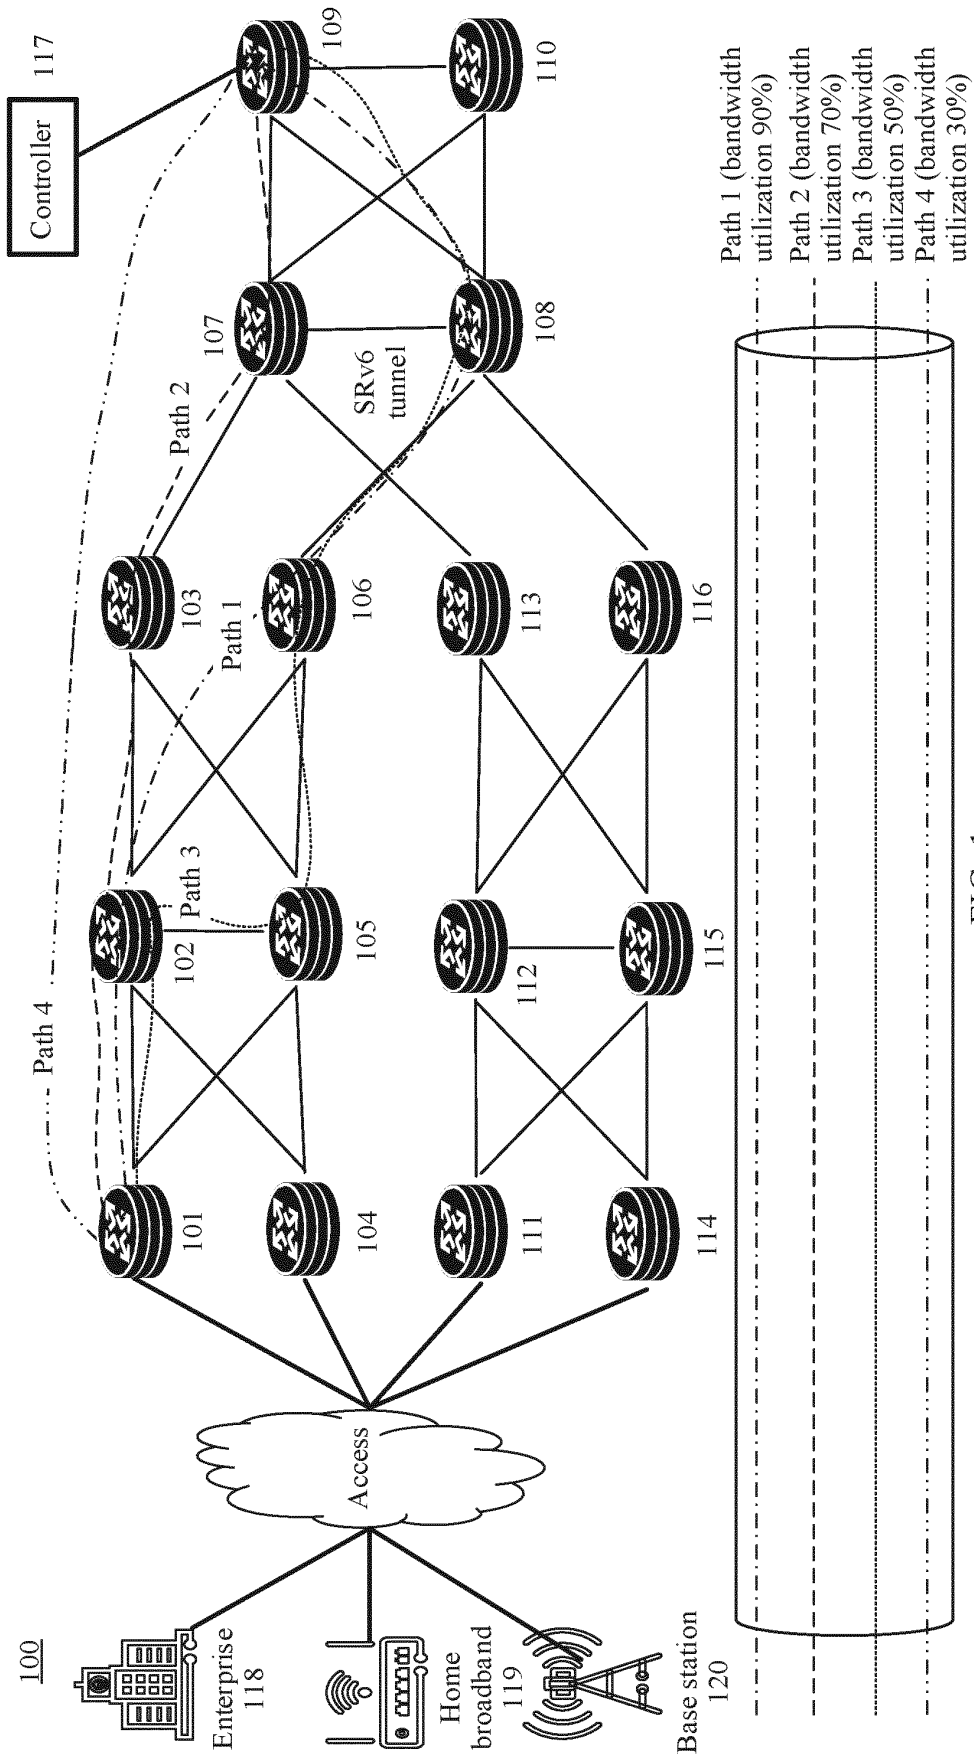 100
Controller
117
109
110
Path 4
Path 2
107
SRv6
tunnel
108
103
Path 1
106
113
116
Path 3
102
105
112
115
101
104
111
114
Access
Enterprise
118
Home
broadband
119
Base station
120
Path 1 (bandwidth
utilization 90%)
Path 2 (bandwidth
utilization 70%)
Path 3 (bandwidth
utilization 50%)
Path 4 (bandwidth
utilization 30%)